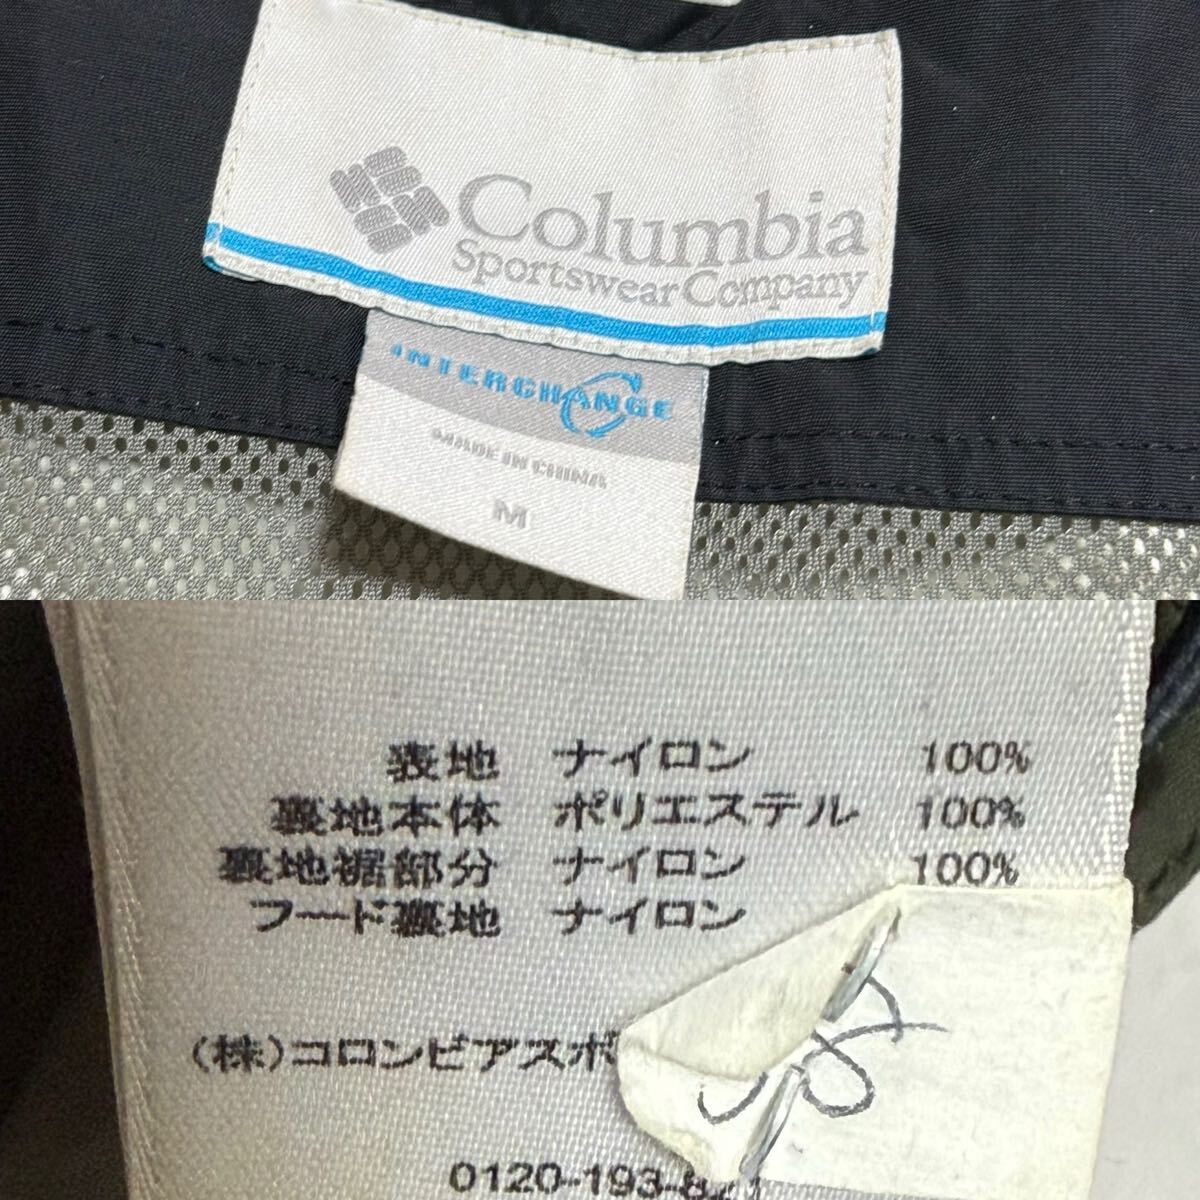 Columbia
Sportswear Company
INTERCHANGE
MADE IN CHINA
M
表地 ナイロン 100%
裏地本体 ポリエステル 100%
裏地裾部分 ナイロン 100%
フード裏地 ナイロン
(株)コロンビアスポ
0120-193-8